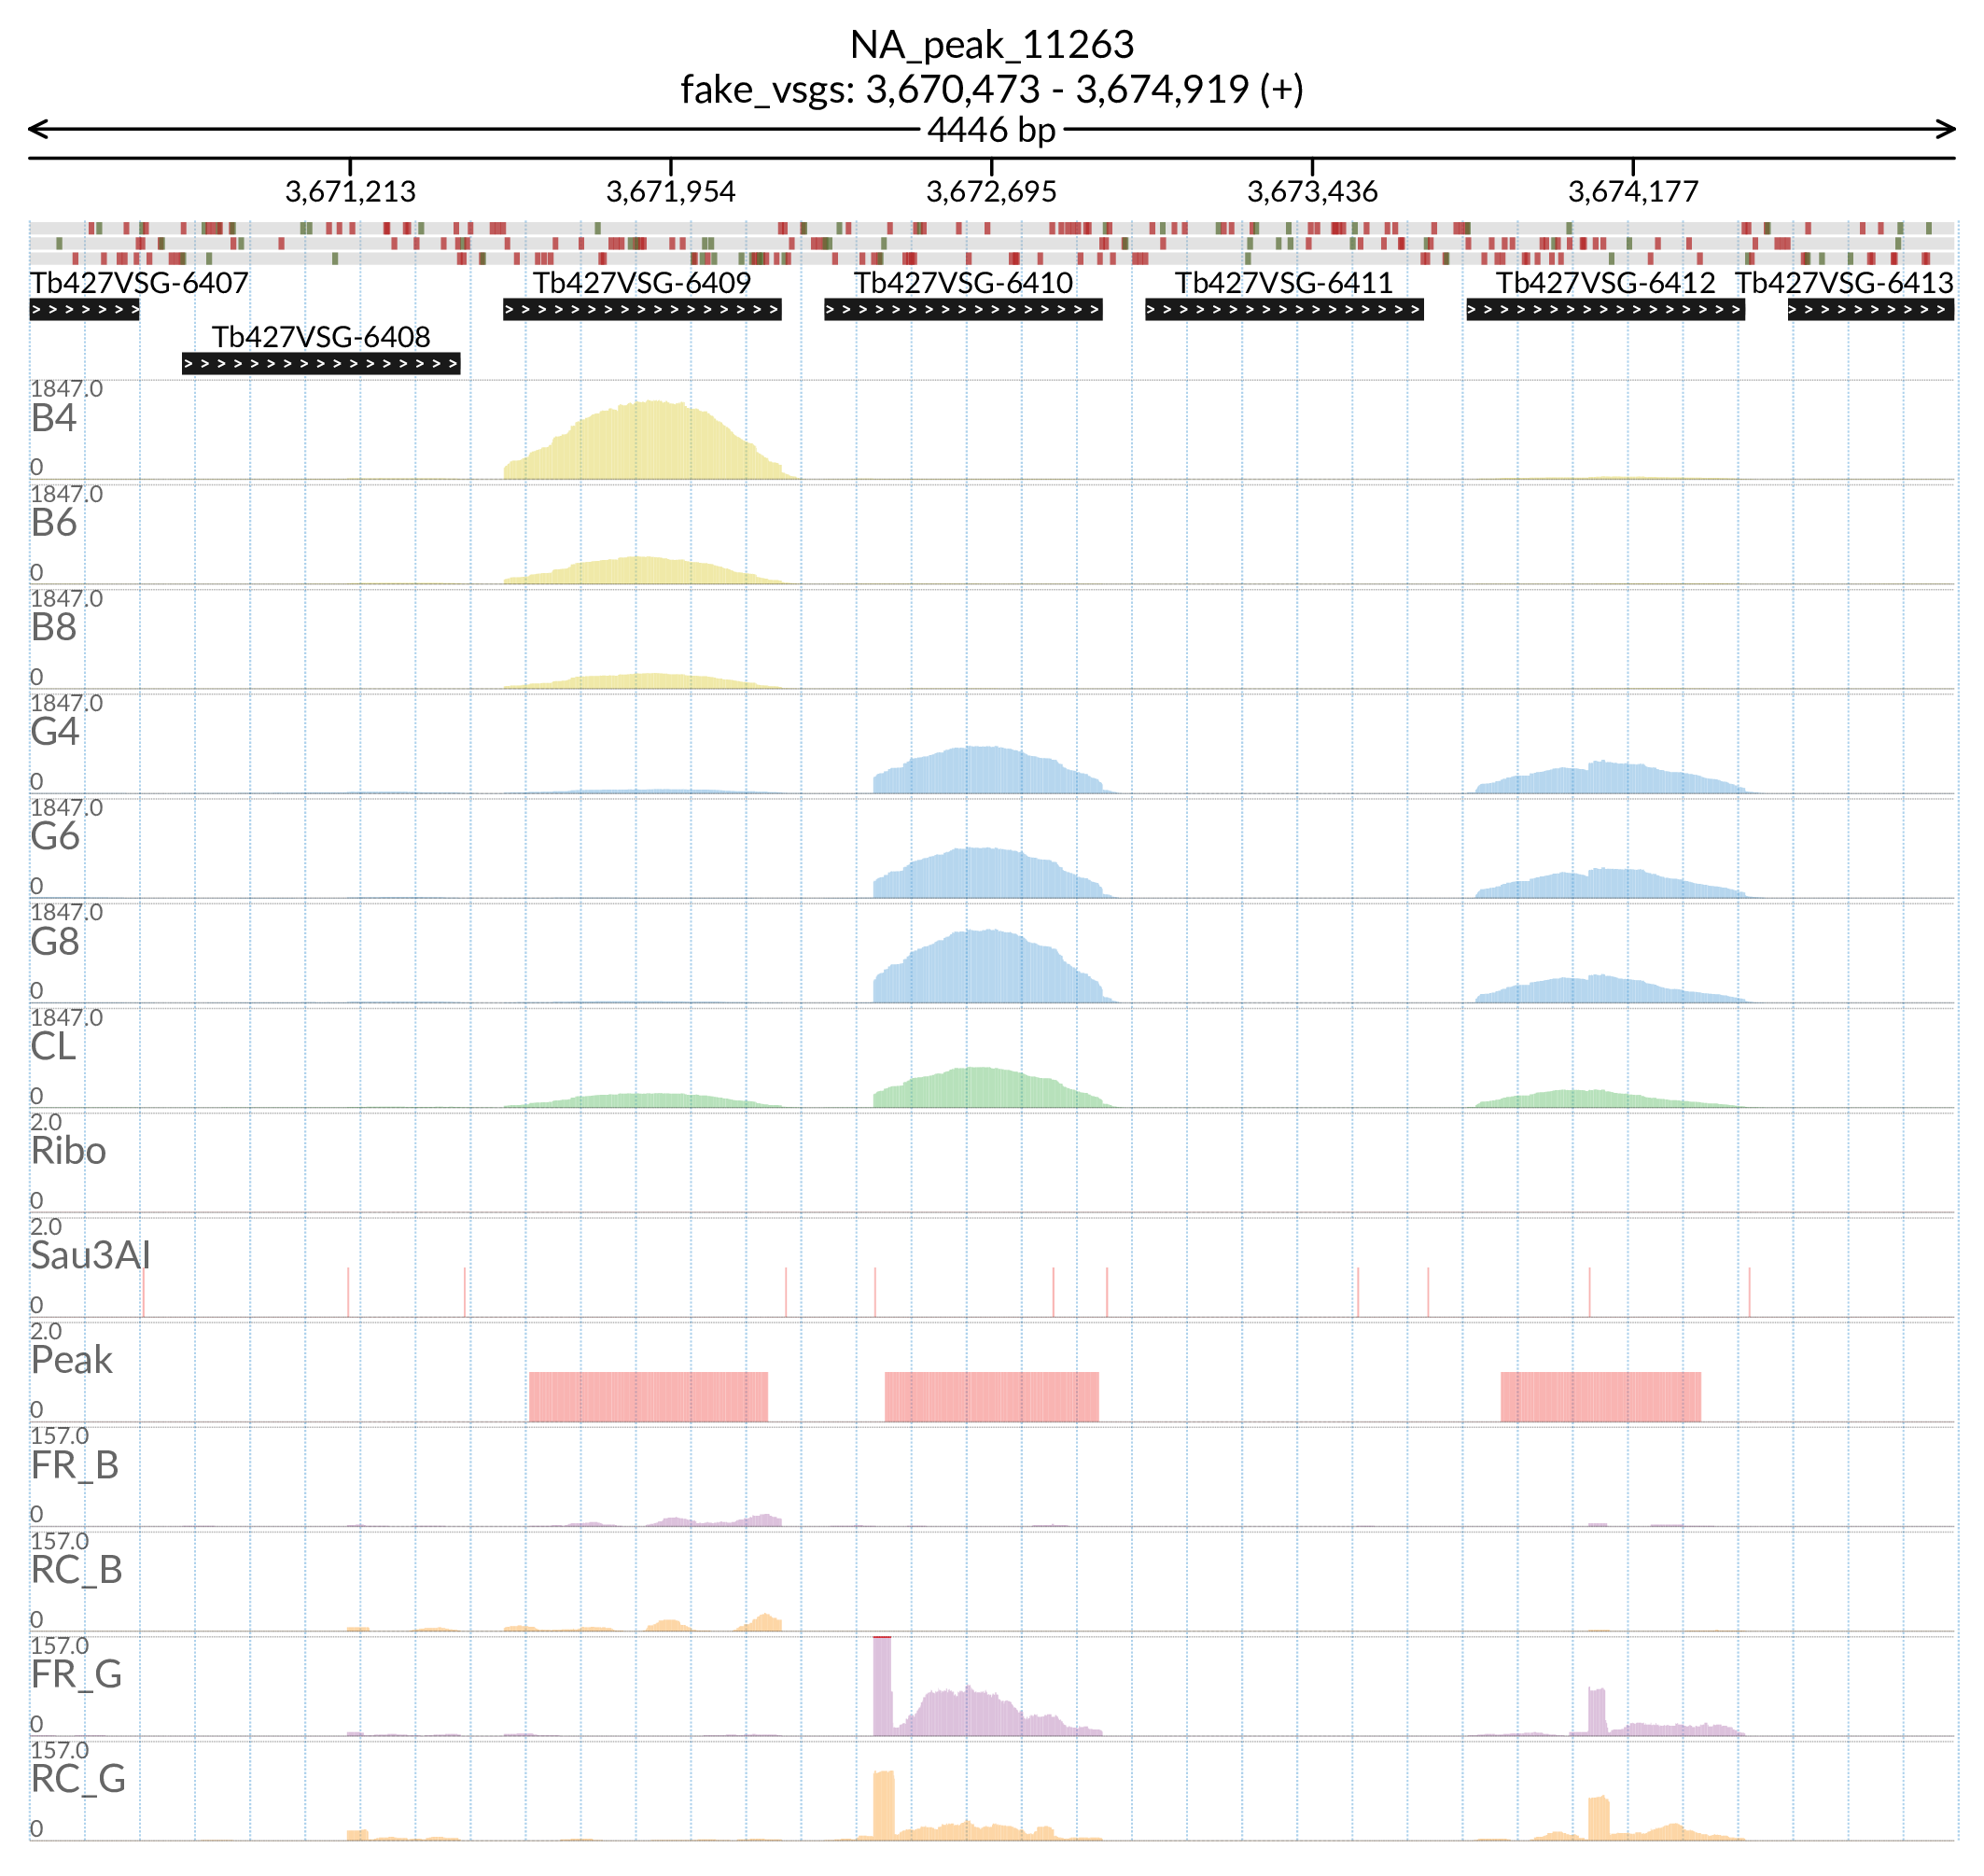 NA_peak_11263
fake_vsgs: 3,670,473 - 3,674,919 (+)
4446 bp
3,671,213 3,671,954 3,672,695 3,673,436 3,674,177
Tb427VSG-6407 Tb427VSG-6409 Tb427VSG-6410 Tb427VSG-6411 Tb427VSG-6412 Tb427VSG-6413
Tb427VSG-6408
1847.0
B4
0
1847.0
B6
0
1847.0
B8
0
1847.0
G4
0
1847.0
G6
0
1847.0
G8
0
1847.0
CL
0
2.0
Ribo
0
2.0
Sau3AI
0
2.0
Peak
0
157.0
FR_B
0
157.0
RC_B
0
157.0
FR_G
0
157.0
RC_G
0